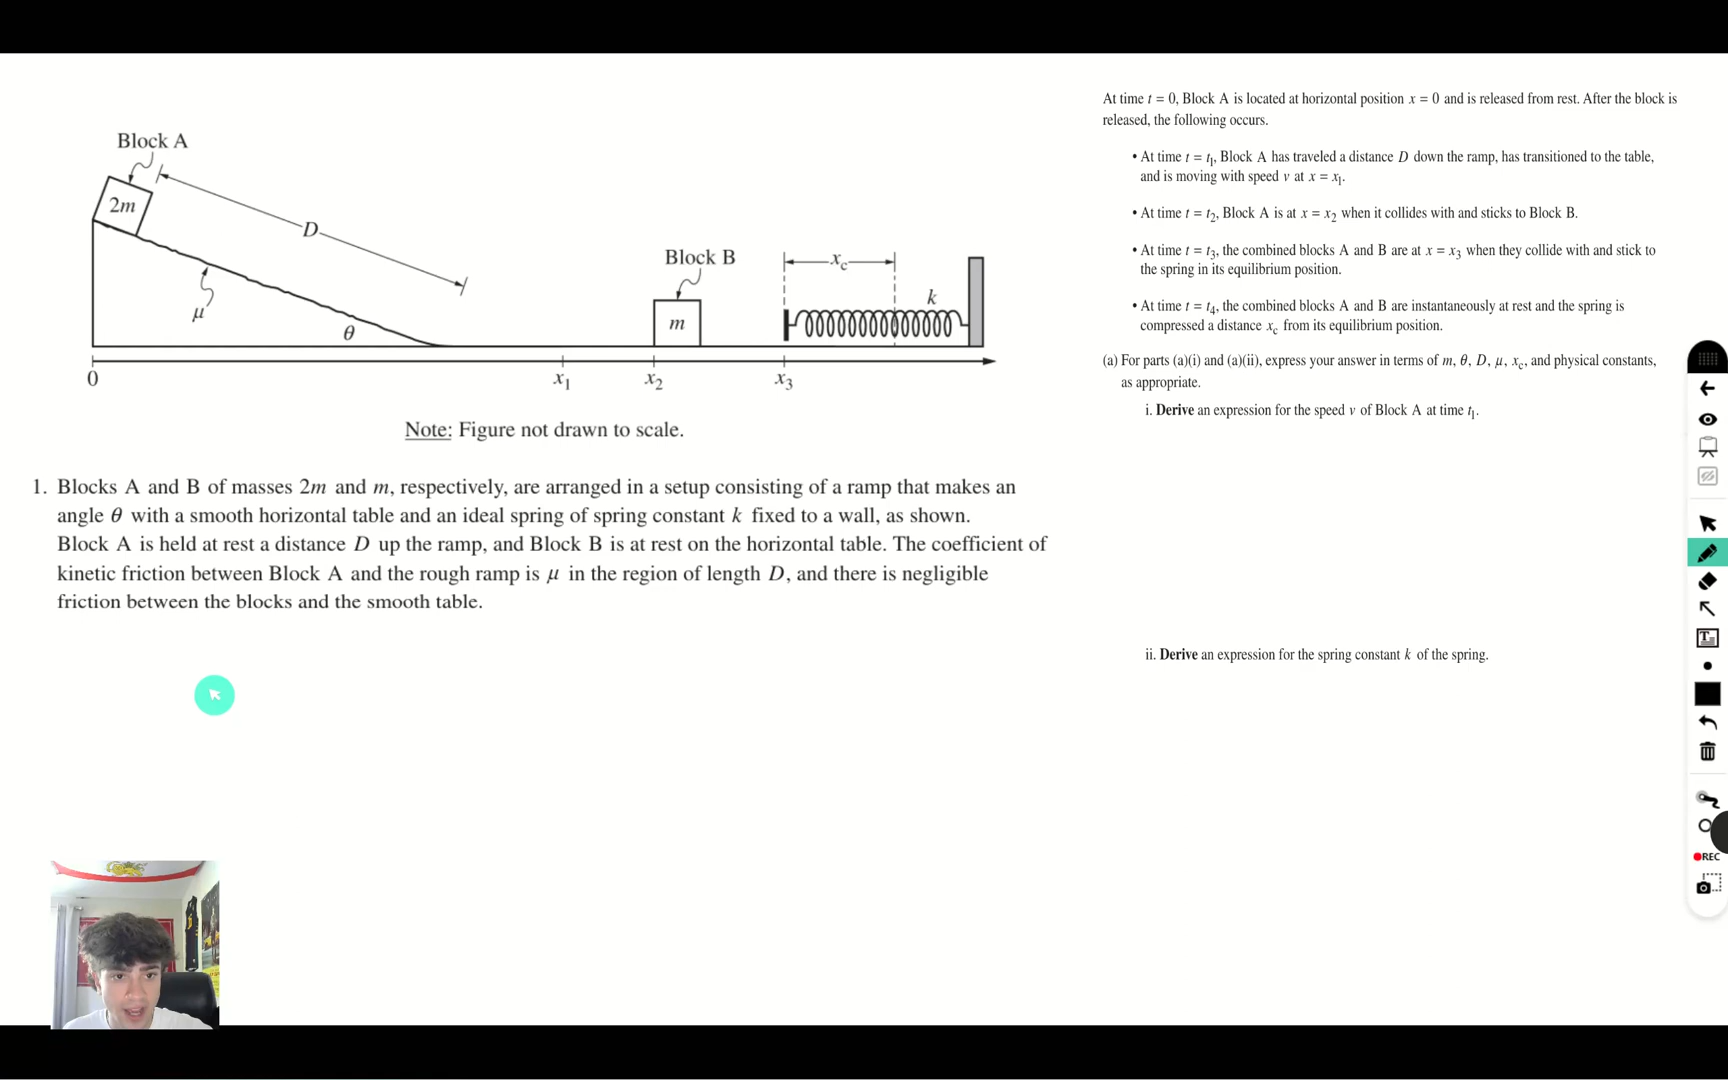 Block A
2m
D
μ
θ
Block B
m
x_c
k
0
x₁
x₂
x₃
Note: Figure not drawn to scale.
1. Blocks A and B of masses 2m and m, respectively, are arranged in a setup consisting of a ramp that makes an
angle θ with a smooth horizontal table and an ideal spring of spring constant k fixed to a wall, as shown.
Block A is held at rest a distance D up the ramp, and Block B is at rest on the horizontal table. The coefficient of
kinetic friction between Block A and the rough ramp is μ in the region of length D, and there is negligible
friction between the blocks and the smooth table.
At time t = 0, Block A is located at horizontal position x = 0 and is released from rest. After the block is
released, the following occurs.
• At time t = t₁, Block A has traveled a distance D down the ramp, has transitioned to the table,
and is moving with speed v at x = x₁.
• At time t = t₂, Block A is at x = x₂ when it collides with and sticks to Block B.
• At time t = t₃, the combined blocks A and B are at x = x₃ when they collide with and stick to
the spring in its equilibrium position.
• At time t = t₄, the combined blocks A and B are instantaneously at rest and the spring is
compressed a distance x_c from its equilibrium position.
(a) For parts (a)(i) and (a)(ii), express your answer in terms of m, θ, D, μ, x_c, and physical constants,
as appropriate.
i. Derive an expression for the speed v of Block A at time t₁.
ii. Derive an expression for the spring constant k of the spring.
T
REC